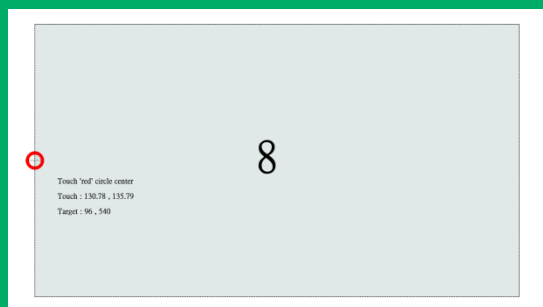 8
Touch 'red' circle center
Touch : 130.78 , 135.79
Target : 96 , 540